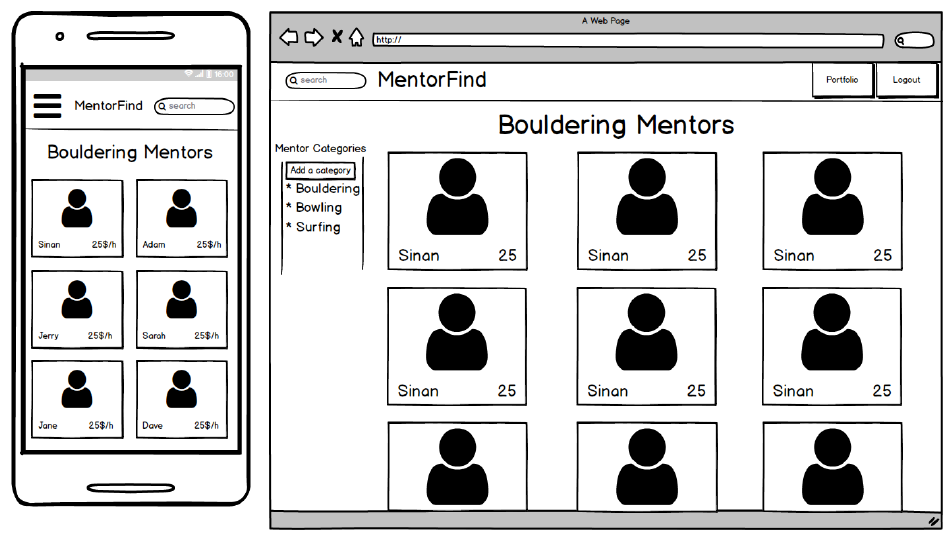 16:00
MentorFind
search
Bouldering Mentors
Sinan 25$/h
Adam 25$/h
Jerry 25$/h
Sarah 25$/h
Jane 25$/h
Dave 25$/h
A Web Page
http://
search
MentorFind
Portfolio
Logout
Bouldering Mentors
Mentor Categories
Add a category
* Bouldering
* Bowling
* Surfing
Sinan 25
Sinan 25
Sinan 25
Sinan 25
Sinan 25
Sinan 25